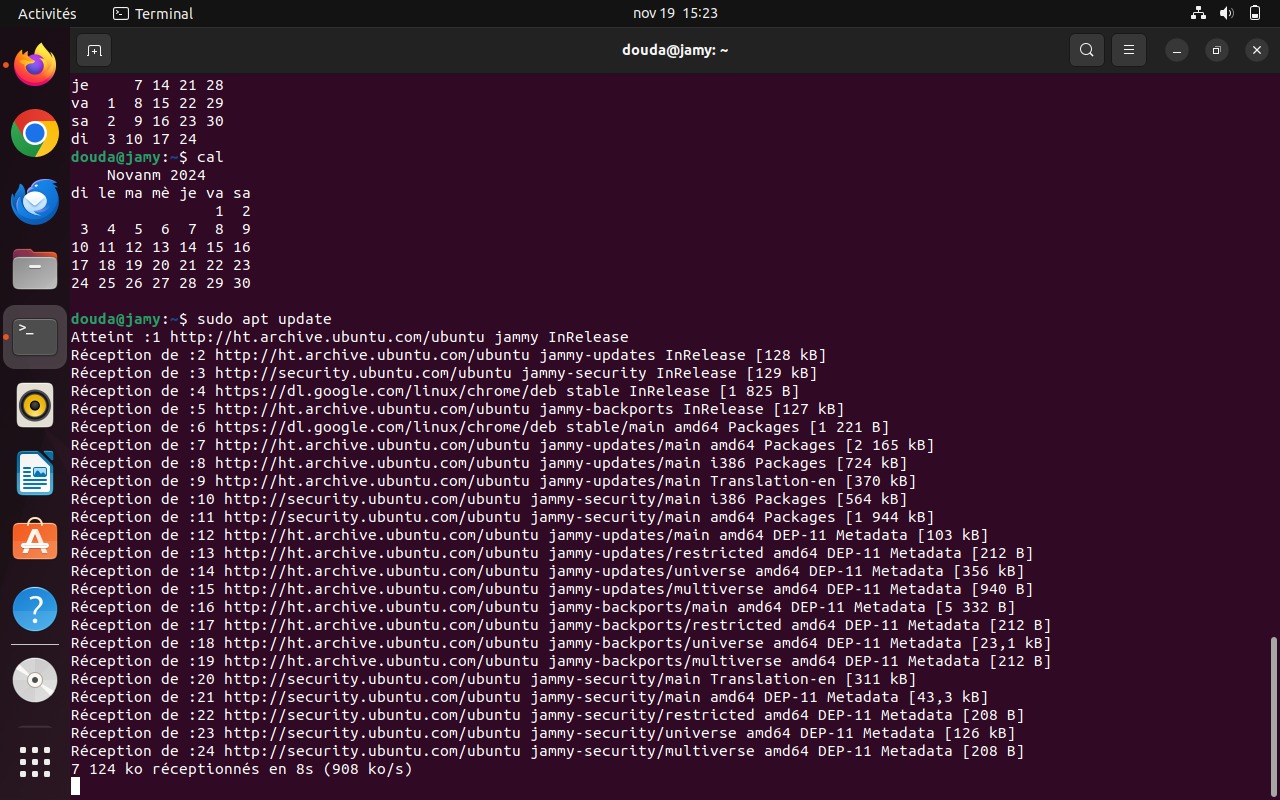 Activités
Terminal
nov 19 15:23
douda@jamy: ~
je     7 14 21 28
va  1  8 15 22 29
sa  2  9 16 23 30
di  3 10 17 24
douda@jamy:~$ cal
    Novanm 2024
di le ma mè je va sa
                1  2
 3  4  5  6  7  8  9
10 11 12 13 14 15 16
17 18 19 20 21 22 23
24 25 26 27 28 29 30
douda@jamy:~$ sudo apt update
Atteint :1 http://ht.archive.ubuntu.com/ubuntu jammy InRelease
Réception de :2 http://ht.archive.ubuntu.com/ubuntu jammy-updates InRelease [128 kB]
Réception de :3 http://security.ubuntu.com/ubuntu jammy-security InRelease [129 kB]
Réception de :4 https://dl.google.com/linux/chrome/deb stable InRelease [1 825 B]
Réception de :5 http://ht.archive.ubuntu.com/ubuntu jammy-backports InRelease [127 kB]
Réception de :6 https://dl.google.com/linux/chrome/deb stable/main amd64 Packages [1 221 B]
Réception de :7 http://ht.archive.ubuntu.com/ubuntu jammy-updates/main amd64 Packages [2 165 kB]
Réception de :8 http://ht.archive.ubuntu.com/ubuntu jammy-updates/main i386 Packages [724 kB]
Réception de :9 http://ht.archive.ubuntu.com/ubuntu jammy-updates/main Translation-en [370 kB]
Réception de :10 http://security.ubuntu.com/ubuntu jammy-security/main i386 Packages [564 kB]
Réception de :11 http://security.ubuntu.com/ubuntu jammy-security/main amd64 Packages [1 944 kB]
Réception de :12 http://ht.archive.ubuntu.com/ubuntu jammy-updates/main amd64 DEP-11 Metadata [103 kB]
Réception de :13 http://ht.archive.ubuntu.com/ubuntu jammy-updates/restricted amd64 DEP-11 Metadata [212 B]
Réception de :14 http://ht.archive.ubuntu.com/ubuntu jammy-updates/universe amd64 DEP-11 Metadata [356 kB]
Réception de :15 http://ht.archive.ubuntu.com/ubuntu jammy-updates/multiverse amd64 DEP-11 Metadata [940 B]
Réception de :16 http://ht.archive.ubuntu.com/ubuntu jammy-backports/main amd64 DEP-11 Metadata [5 332 B]
Réception de :17 http://ht.archive.ubuntu.com/ubuntu jammy-backports/restricted amd64 DEP-11 Metadata [212 B]
Réception de :18 http://ht.archive.ubuntu.com/ubuntu jammy-backports/universe amd64 DEP-11 Metadata [23,1 kB]
Réception de :19 http://ht.archive.ubuntu.com/ubuntu jammy-backports/multiverse amd64 DEP-11 Metadata [212 B]
Réception de :20 http://security.ubuntu.com/ubuntu jammy-security/main Translation-en [311 kB]
Réception de :21 http://security.ubuntu.com/ubuntu jammy-security/main amd64 DEP-11 Metadata [43,3 kB]
Réception de :22 http://security.ubuntu.com/ubuntu jammy-security/restricted amd64 DEP-11 Metadata [208 B]
Réception de :23 http://security.ubuntu.com/ubuntu jammy-security/universe amd64 DEP-11 Metadata [126 kB]
Réception de :24 http://security.ubuntu.com/ubuntu jammy-security/multiverse amd64 DEP-11 Metadata [208 B]
7 124 ko réceptionnés en 8s (908 ko/s)